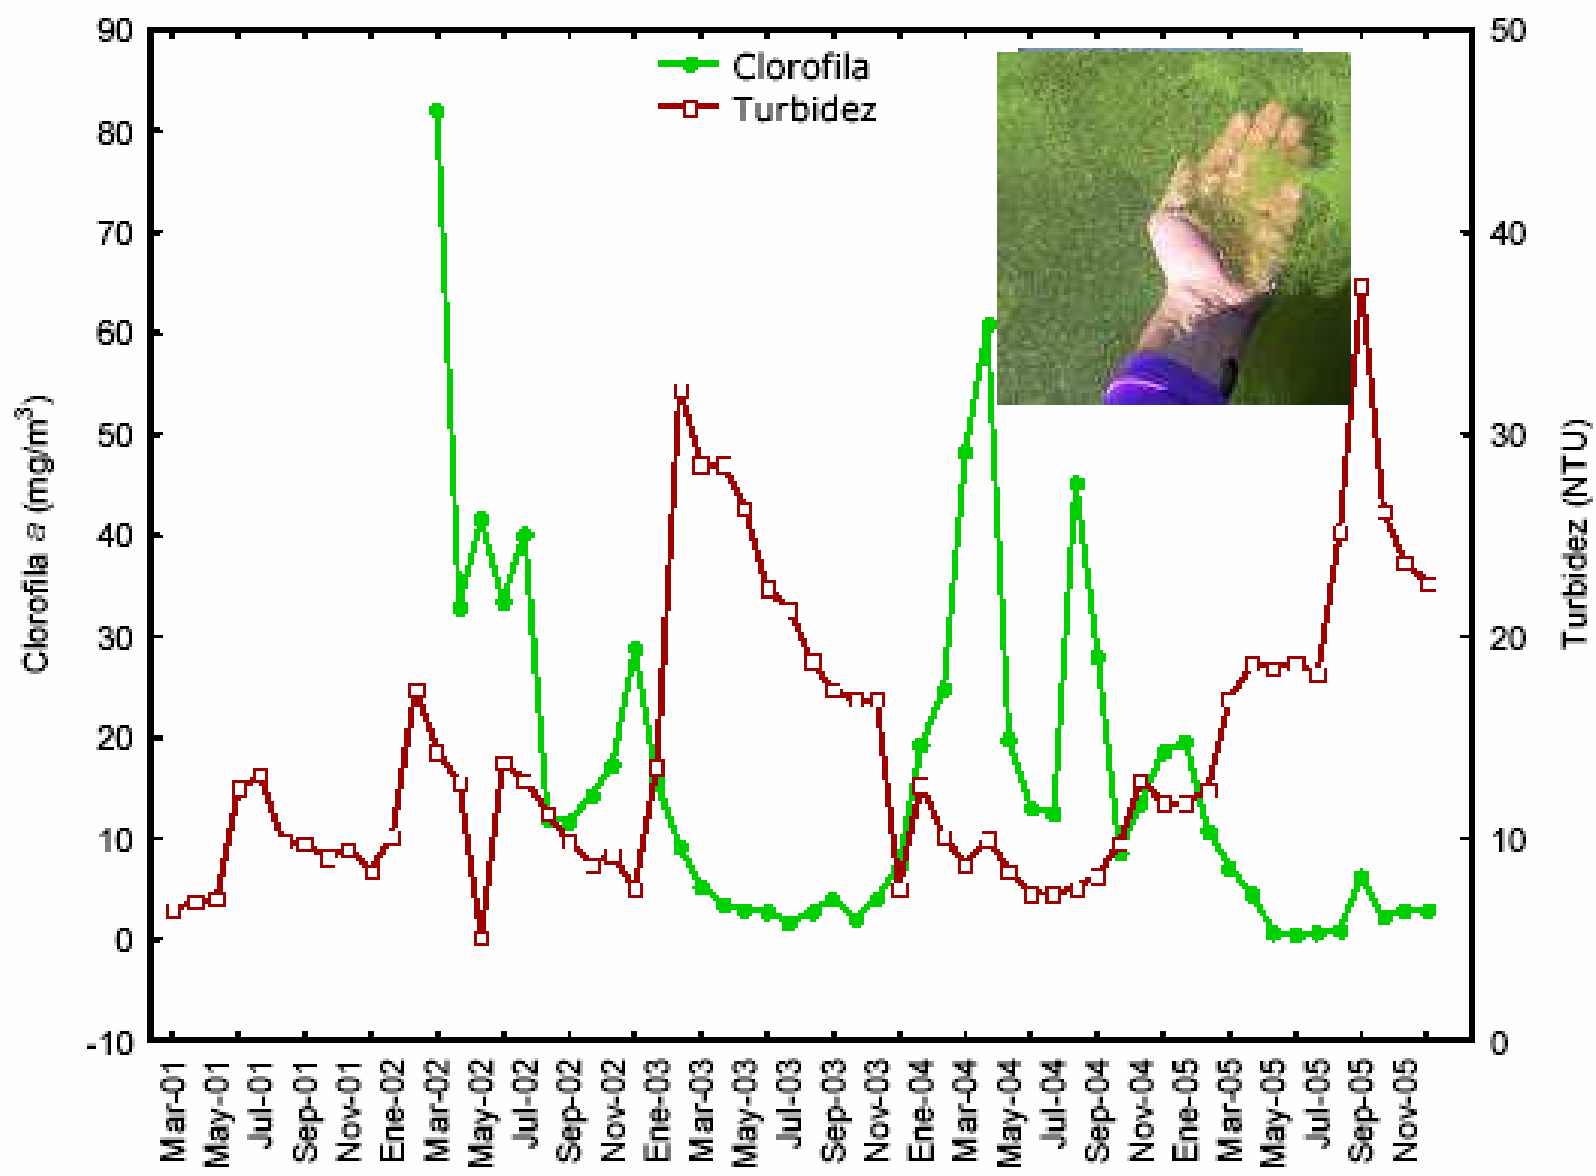 Clorofila
Turbidez
Clorofila a (mg/m³)
90
80
70
60
50
40
30
20
10
0
-10
Turbidez (NTU)
50
40
30
20
10
0
Mar-01
May-01
Jul-01
Sep-01
Nov-01
Ene-02
Mar-02
May-02
Jul-02
Sep-02
Nov-02
Ene-03
Mar-03
May-03
Jul-03
Sep-03
Nov-03
Ene-04
Mar-04
May-04
Jul-04
Sep-04
Nov-04
Ene-05
Mar-05
May-05
Jul-05
Sep-05
Nov-05